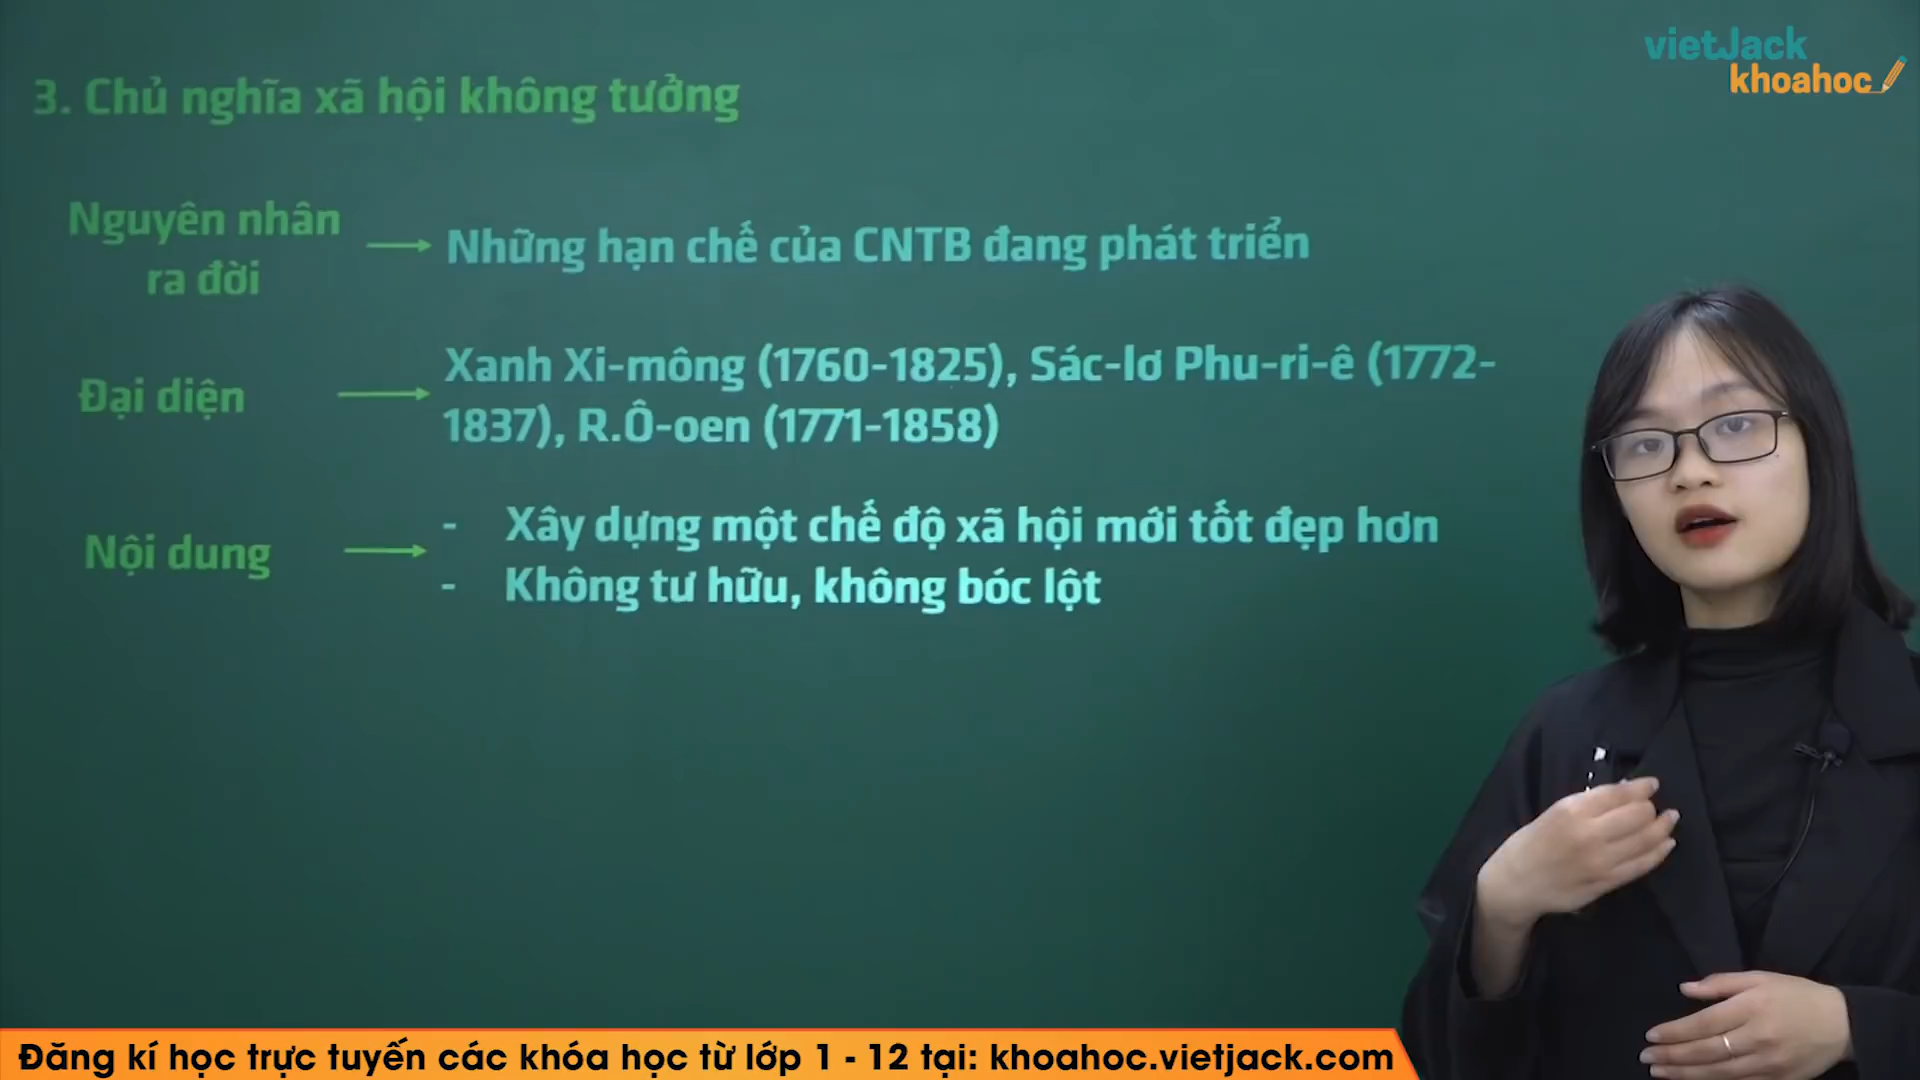 vietJack
khoahoc
3. Chủ nghĩa xã hội không tưởng
Nguyên nhân
ra đời
Những hạn chế của CNTB đang phát triển
Đại diện
Xanh Xi-mông (1760-1825), Sác-lơ Phu-ri-ê (1772-
1837), R.Ô-oen (1771-1858)
Nội dung
- Xây dựng một chế độ xã hội mới tốt đẹp hơn
- Không tư hữu, không bóc lột
Đăng kí học trực tuyến các khóa học từ lớp 1 - 12 tại: khoahoc.vietjack.com